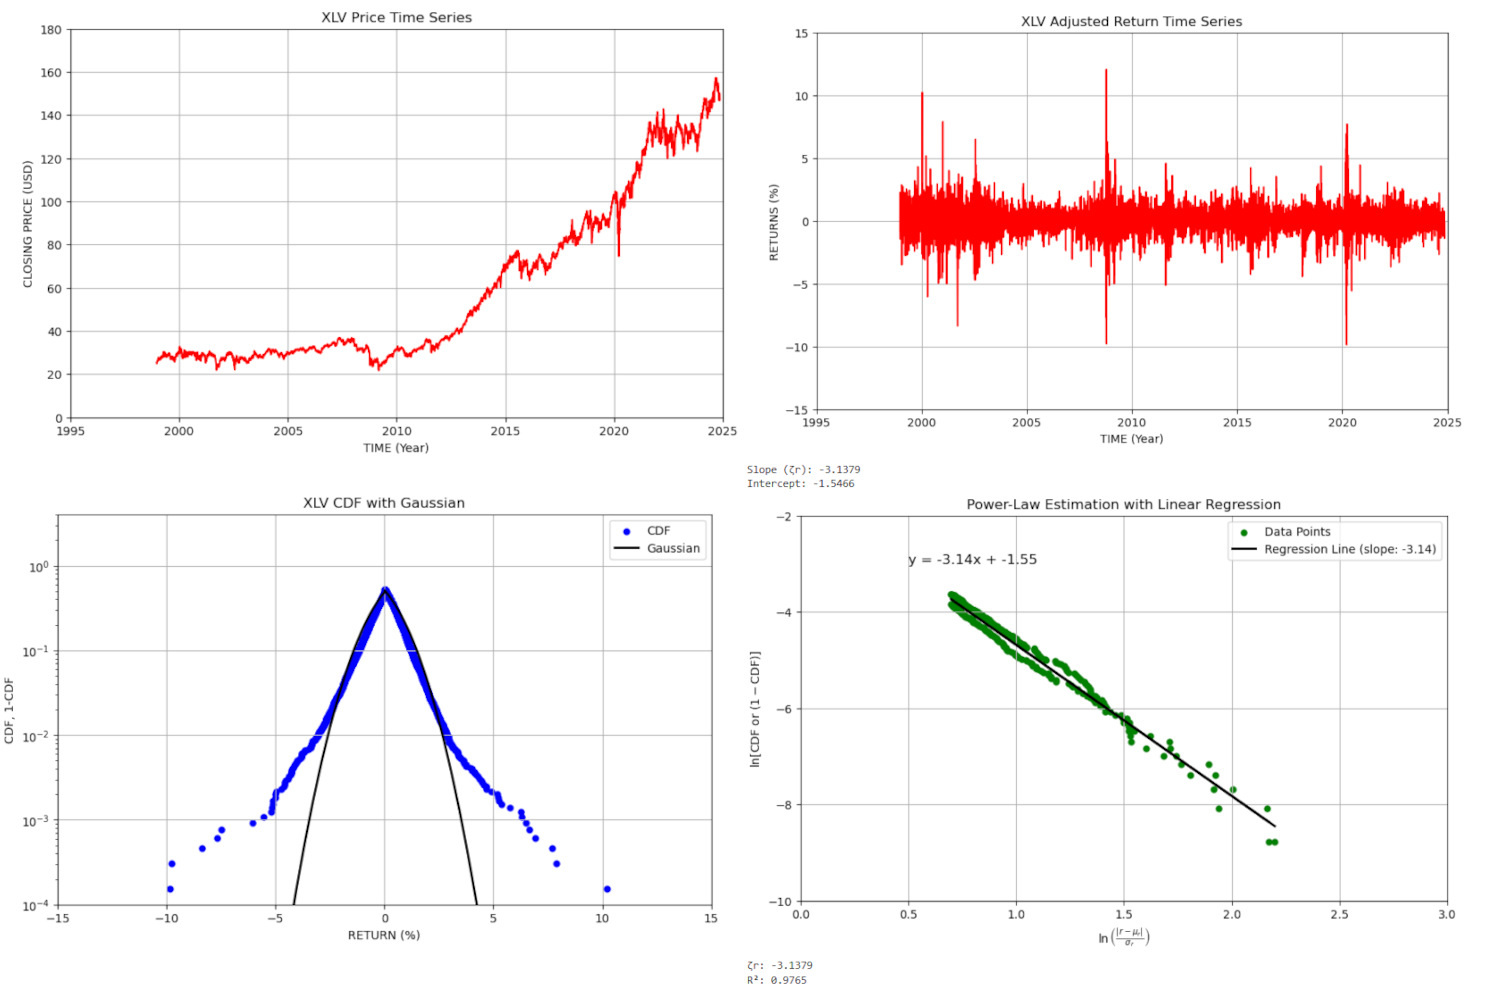 XLV Price Time Series
180
160
140
120
100
80
60
40
20
0
1995
2000
2005
2010
2015
2020
2025
CLOSING PRICE (USD)
TIME (Year)
XLV Adjusted Return Time Series
15
10
5
0
−5
−10
−15
1995
2000
2005
2010
2015
2020
2025
RETURNS (%)
TIME (Year)
Slope (ζr): -3.1379
Intercept: -1.5466
XLV CDF with Gaussian
CDF
Gaussian
10⁰
10⁻¹
10⁻²
10⁻³
10⁻⁴
−15
−10
−5
0
5
10
15
CDF, 1-CDF
RETURN (%)
Power-Law Estimation with Linear Regression
Data Points
Regression Line (slope: -3.14)
y = -3.14x + -1.55
−2
−4
−6
−8
−10
0.0
0.5
1.0
1.5
2.0
2.5
3.0
ln[CDF or (1 − CDF)]
ln(|r−μᵣ|/σᵣ)
ζr: -3.1379
R²: 0.9765